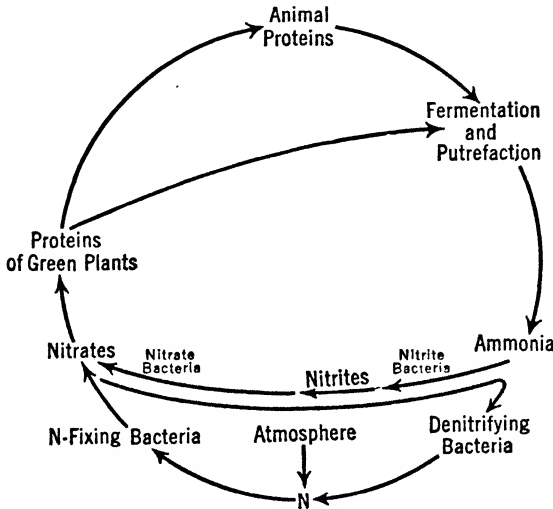 Animal
Proteins
Fermentation
and
Putrefaction
Proteins
of Green Plants
Ammonia
Nitrates
Nitrate
Bacteria
Nitrites
Nitrite
Bacteria
N-Fixing Bacteria
Atmosphere
Denitrifying
Bacteria
N